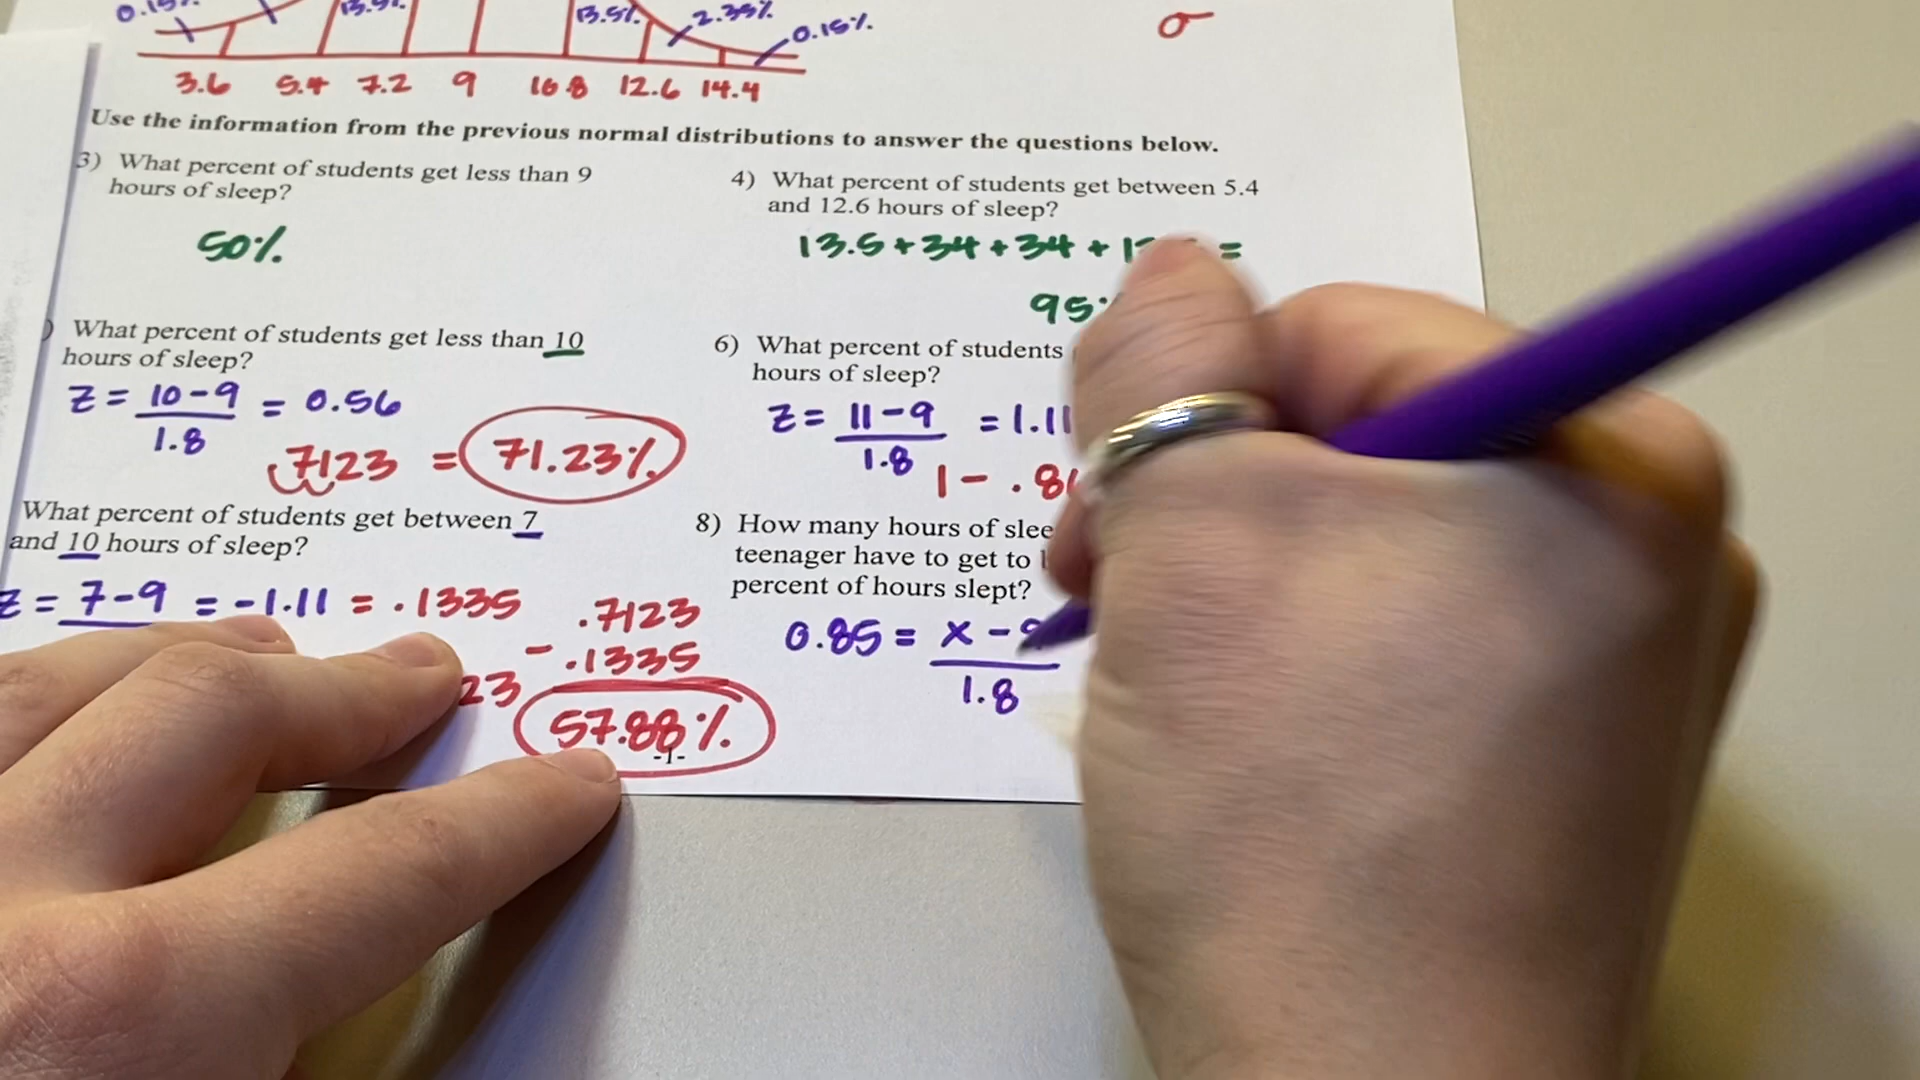 0.15%
13.5%
13.5%
2.35%
0.15%
σ
3.6 5.4 7.2 9 10.8 12.6 14.4
Use the information from the previous normal distributions to answer the questions below.
3) What percent of students get less than 9
hours of sleep?
50%
4) What percent of students get between 5.4
and 12.6 hours of sleep?
13.5 + 34 + 34 + =
95%
) What percent of students get less than 10
hours of sleep?
z = 10 - 9 = 0.56
1.8
.7123 = 71.23%
6) What percent of students
hours of sleep?
z = 11 - 9 = 1.11
1.8
1 - .86
What percent of students get between 7
and 10 hours of sleep?
z = 7 - 9 = -1.11 = .1335
23
.7123
- .1335
57.88%
8) How many hours of slee
teenager have to get to
percent of hours slept?
0.85 = x - 9
1.8
-1-